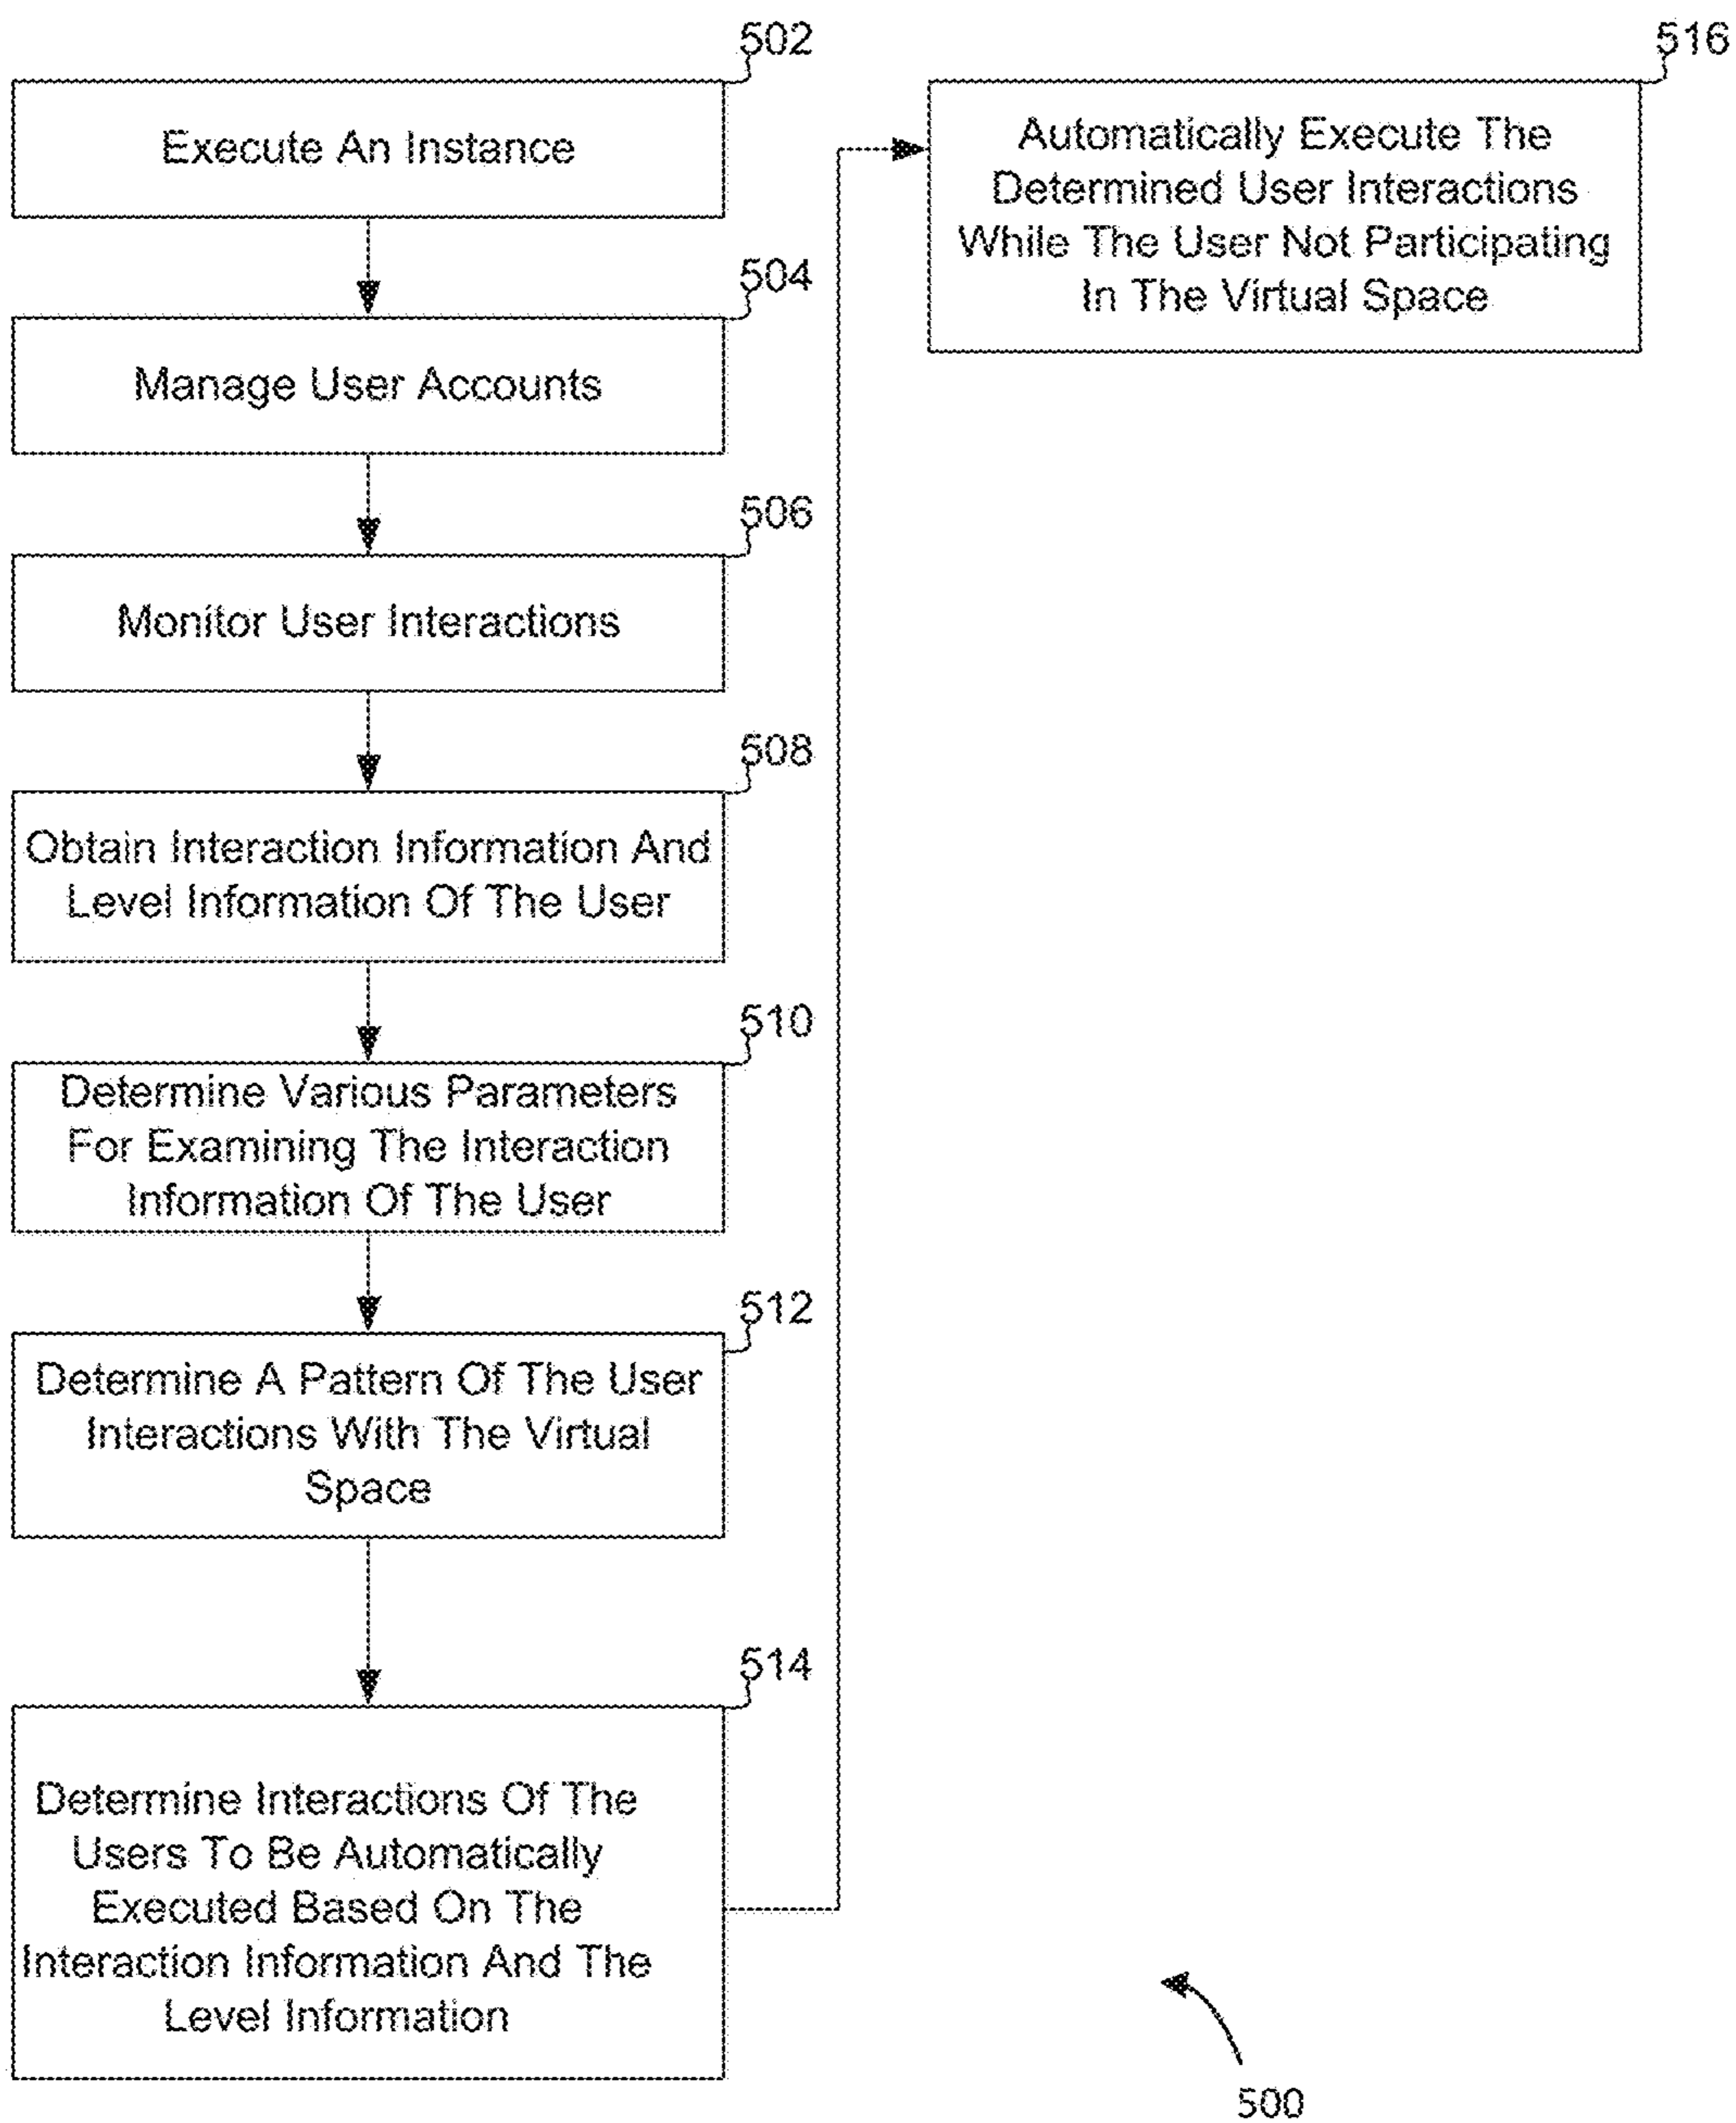 502
Execute An Instance
504
Manage User Accounts
506
Monitor User Interactions
508
Obtain Interaction Information And
Level Information Of The User
510
Determine Various Parameters
For Examining The Interaction
Information Of The User
512
Determine A Pattern Of The User
Interactions With The Virtual
Space
514
Determine Interactions Of The
Users To Be Automatically
Executed Based On The
Interaction Information And The
Level Information
516
Automatically Execute The
Determined User Interactions
While The User Not Participating
In The Virtual Space
500